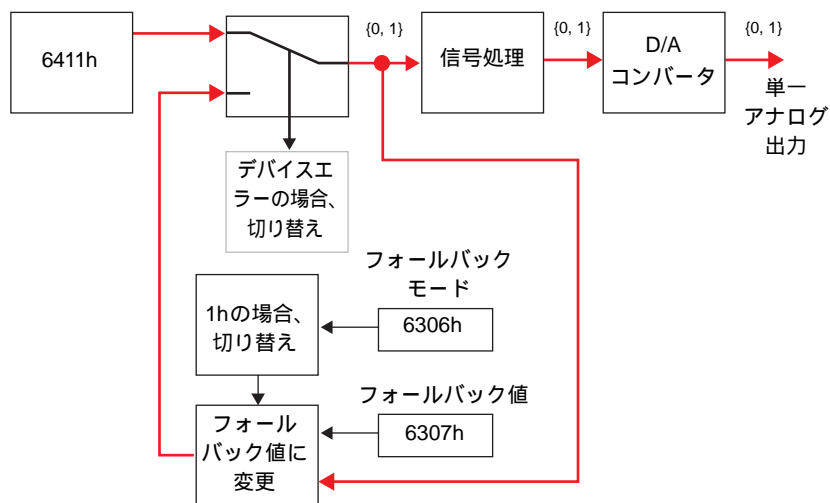 6411h
{0, 1}
信号処理
{0, 1}
D/A
コンバータ
{0, 1}
単一
アナログ
出力
デバイスエ
ラーの場合、
切り替え
フォールバック
モード
1hの場合、
切り替え
6306h
フォールバック値
フォール
バック値に
変更
6307h